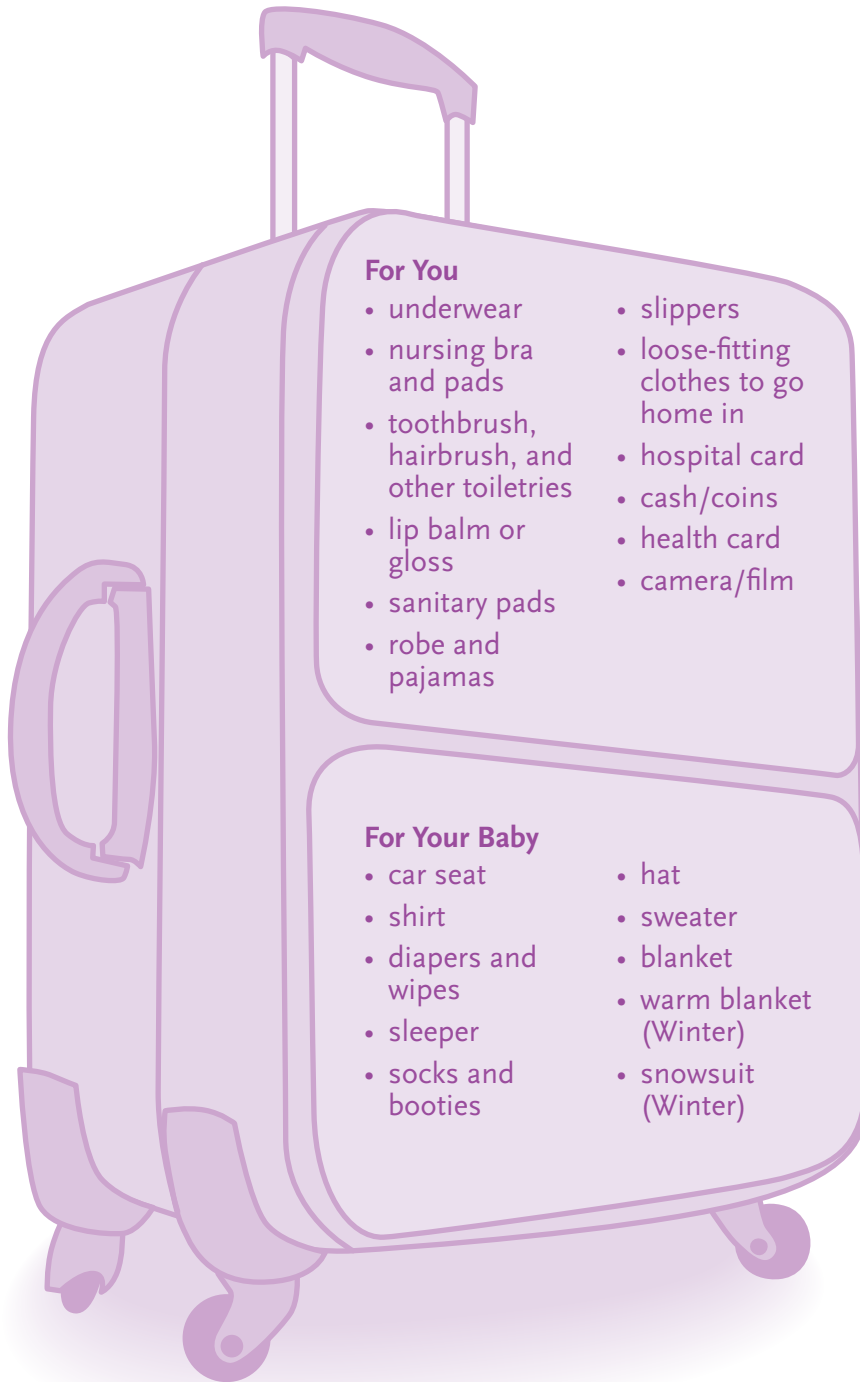 For You
• underwear
• nursing bra
and pads
• toothbrush,
hairbrush, and
other toiletries
• lip balm or
gloss
• sanitary pads
• robe and
pajamas
• slippers
• loose-fitting
clothes to go
home in
• hospital card
• cash/coins
• health card
• camera/film
For Your Baby
• car seat
• shirt
• diapers and
wipes
• sleeper
• socks and
booties
• hat
• sweater
• blanket
• warm blanket
(Winter)
• snowsuit
(Winter)